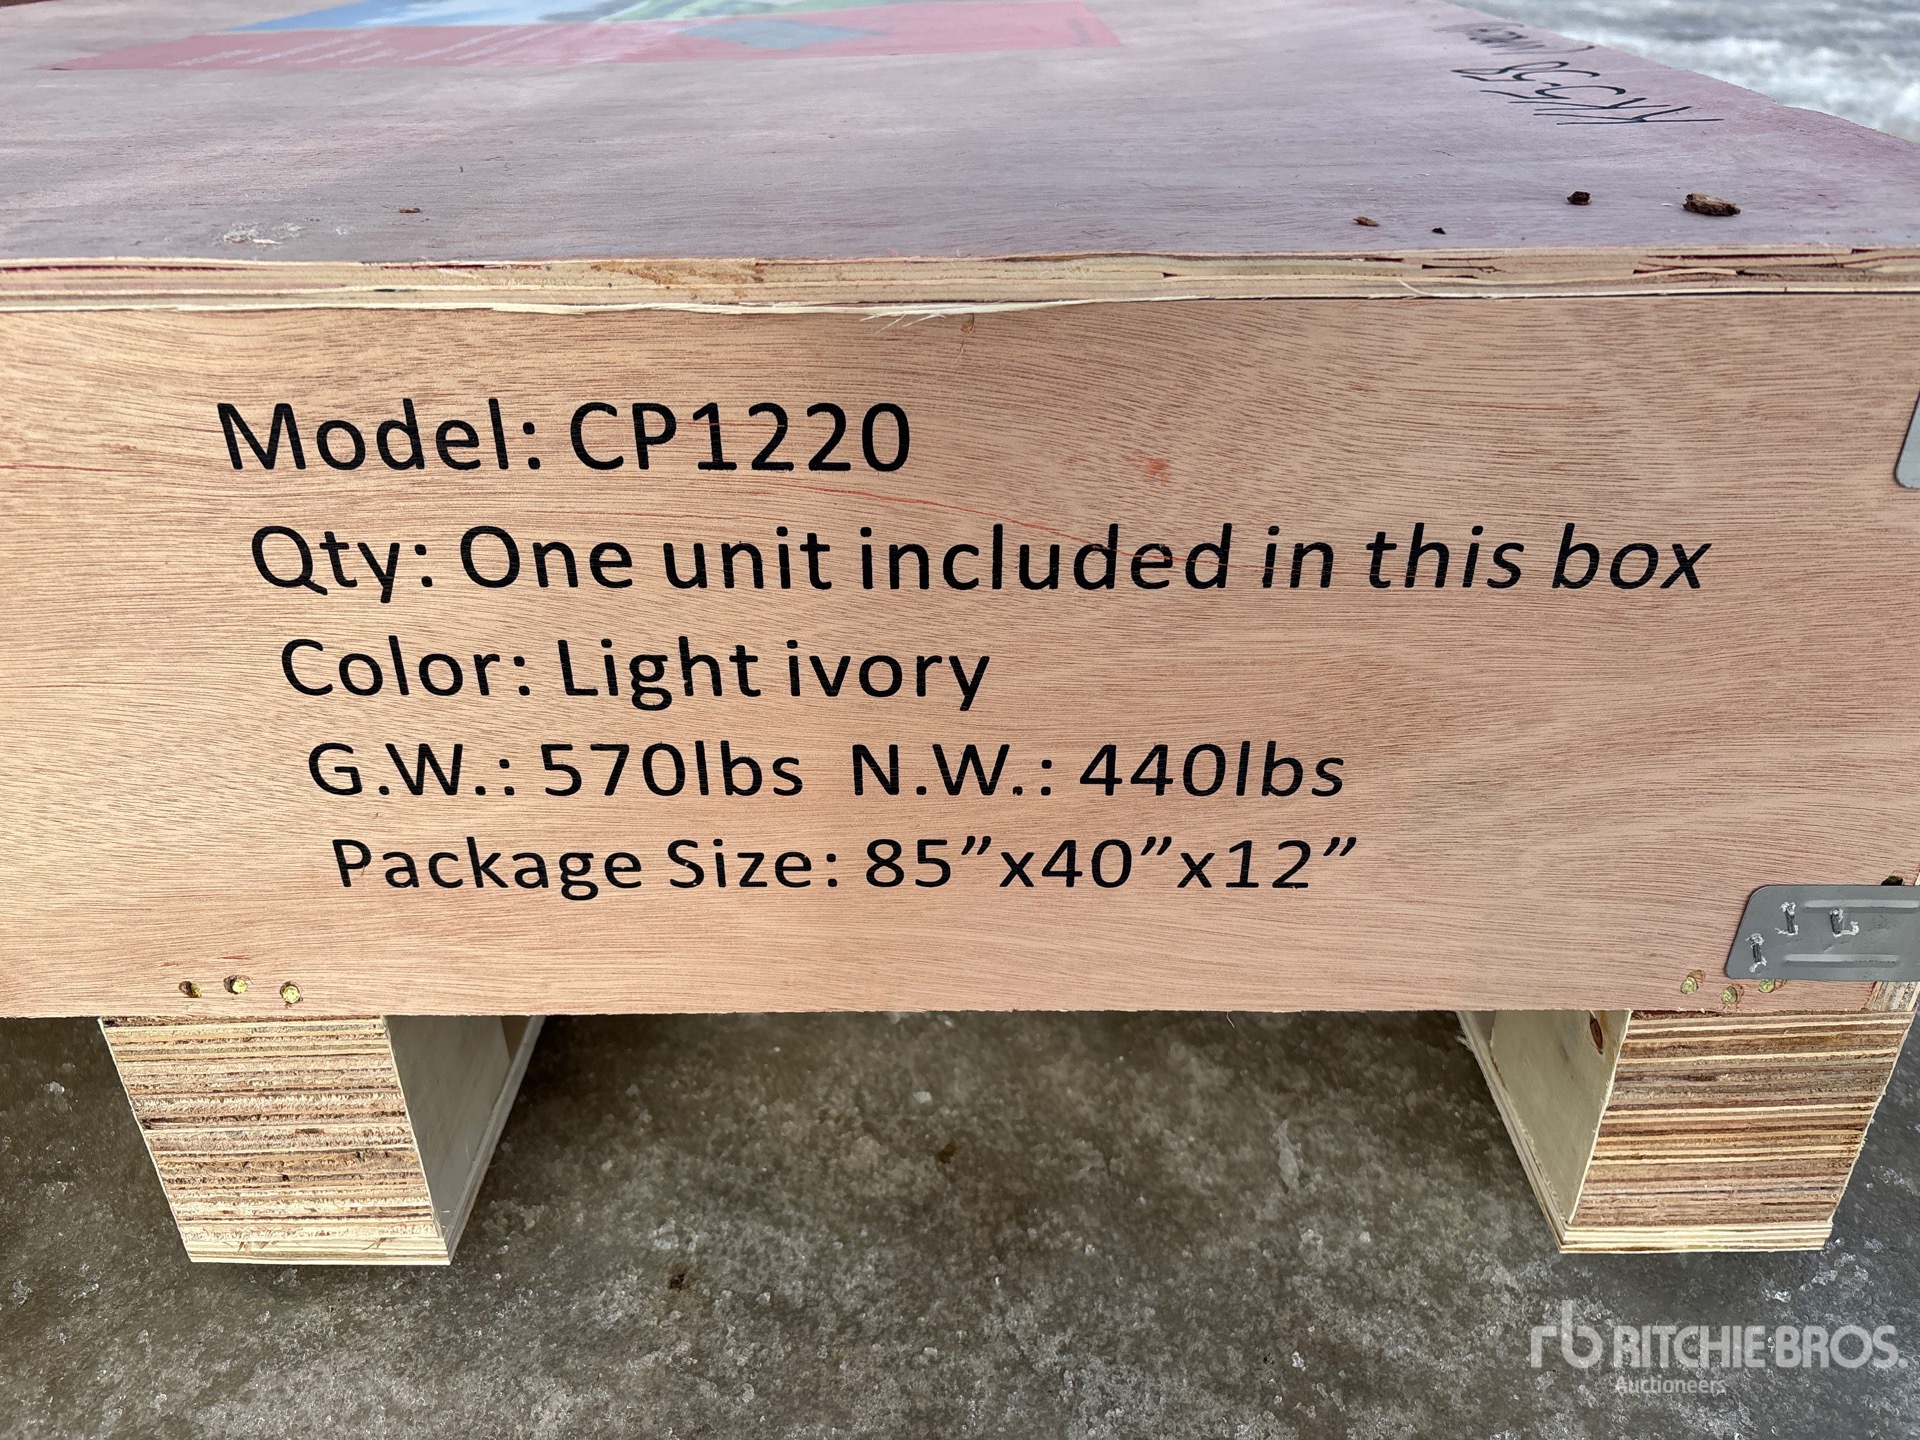 Model: CP1220
Qty: One unit included in this box
Color: Light ivory
G.W.: 570lbs N.W.: 440lbs
Package Size: 85”x40”x12”
rb RITCHIE BROS.
Auctioneers